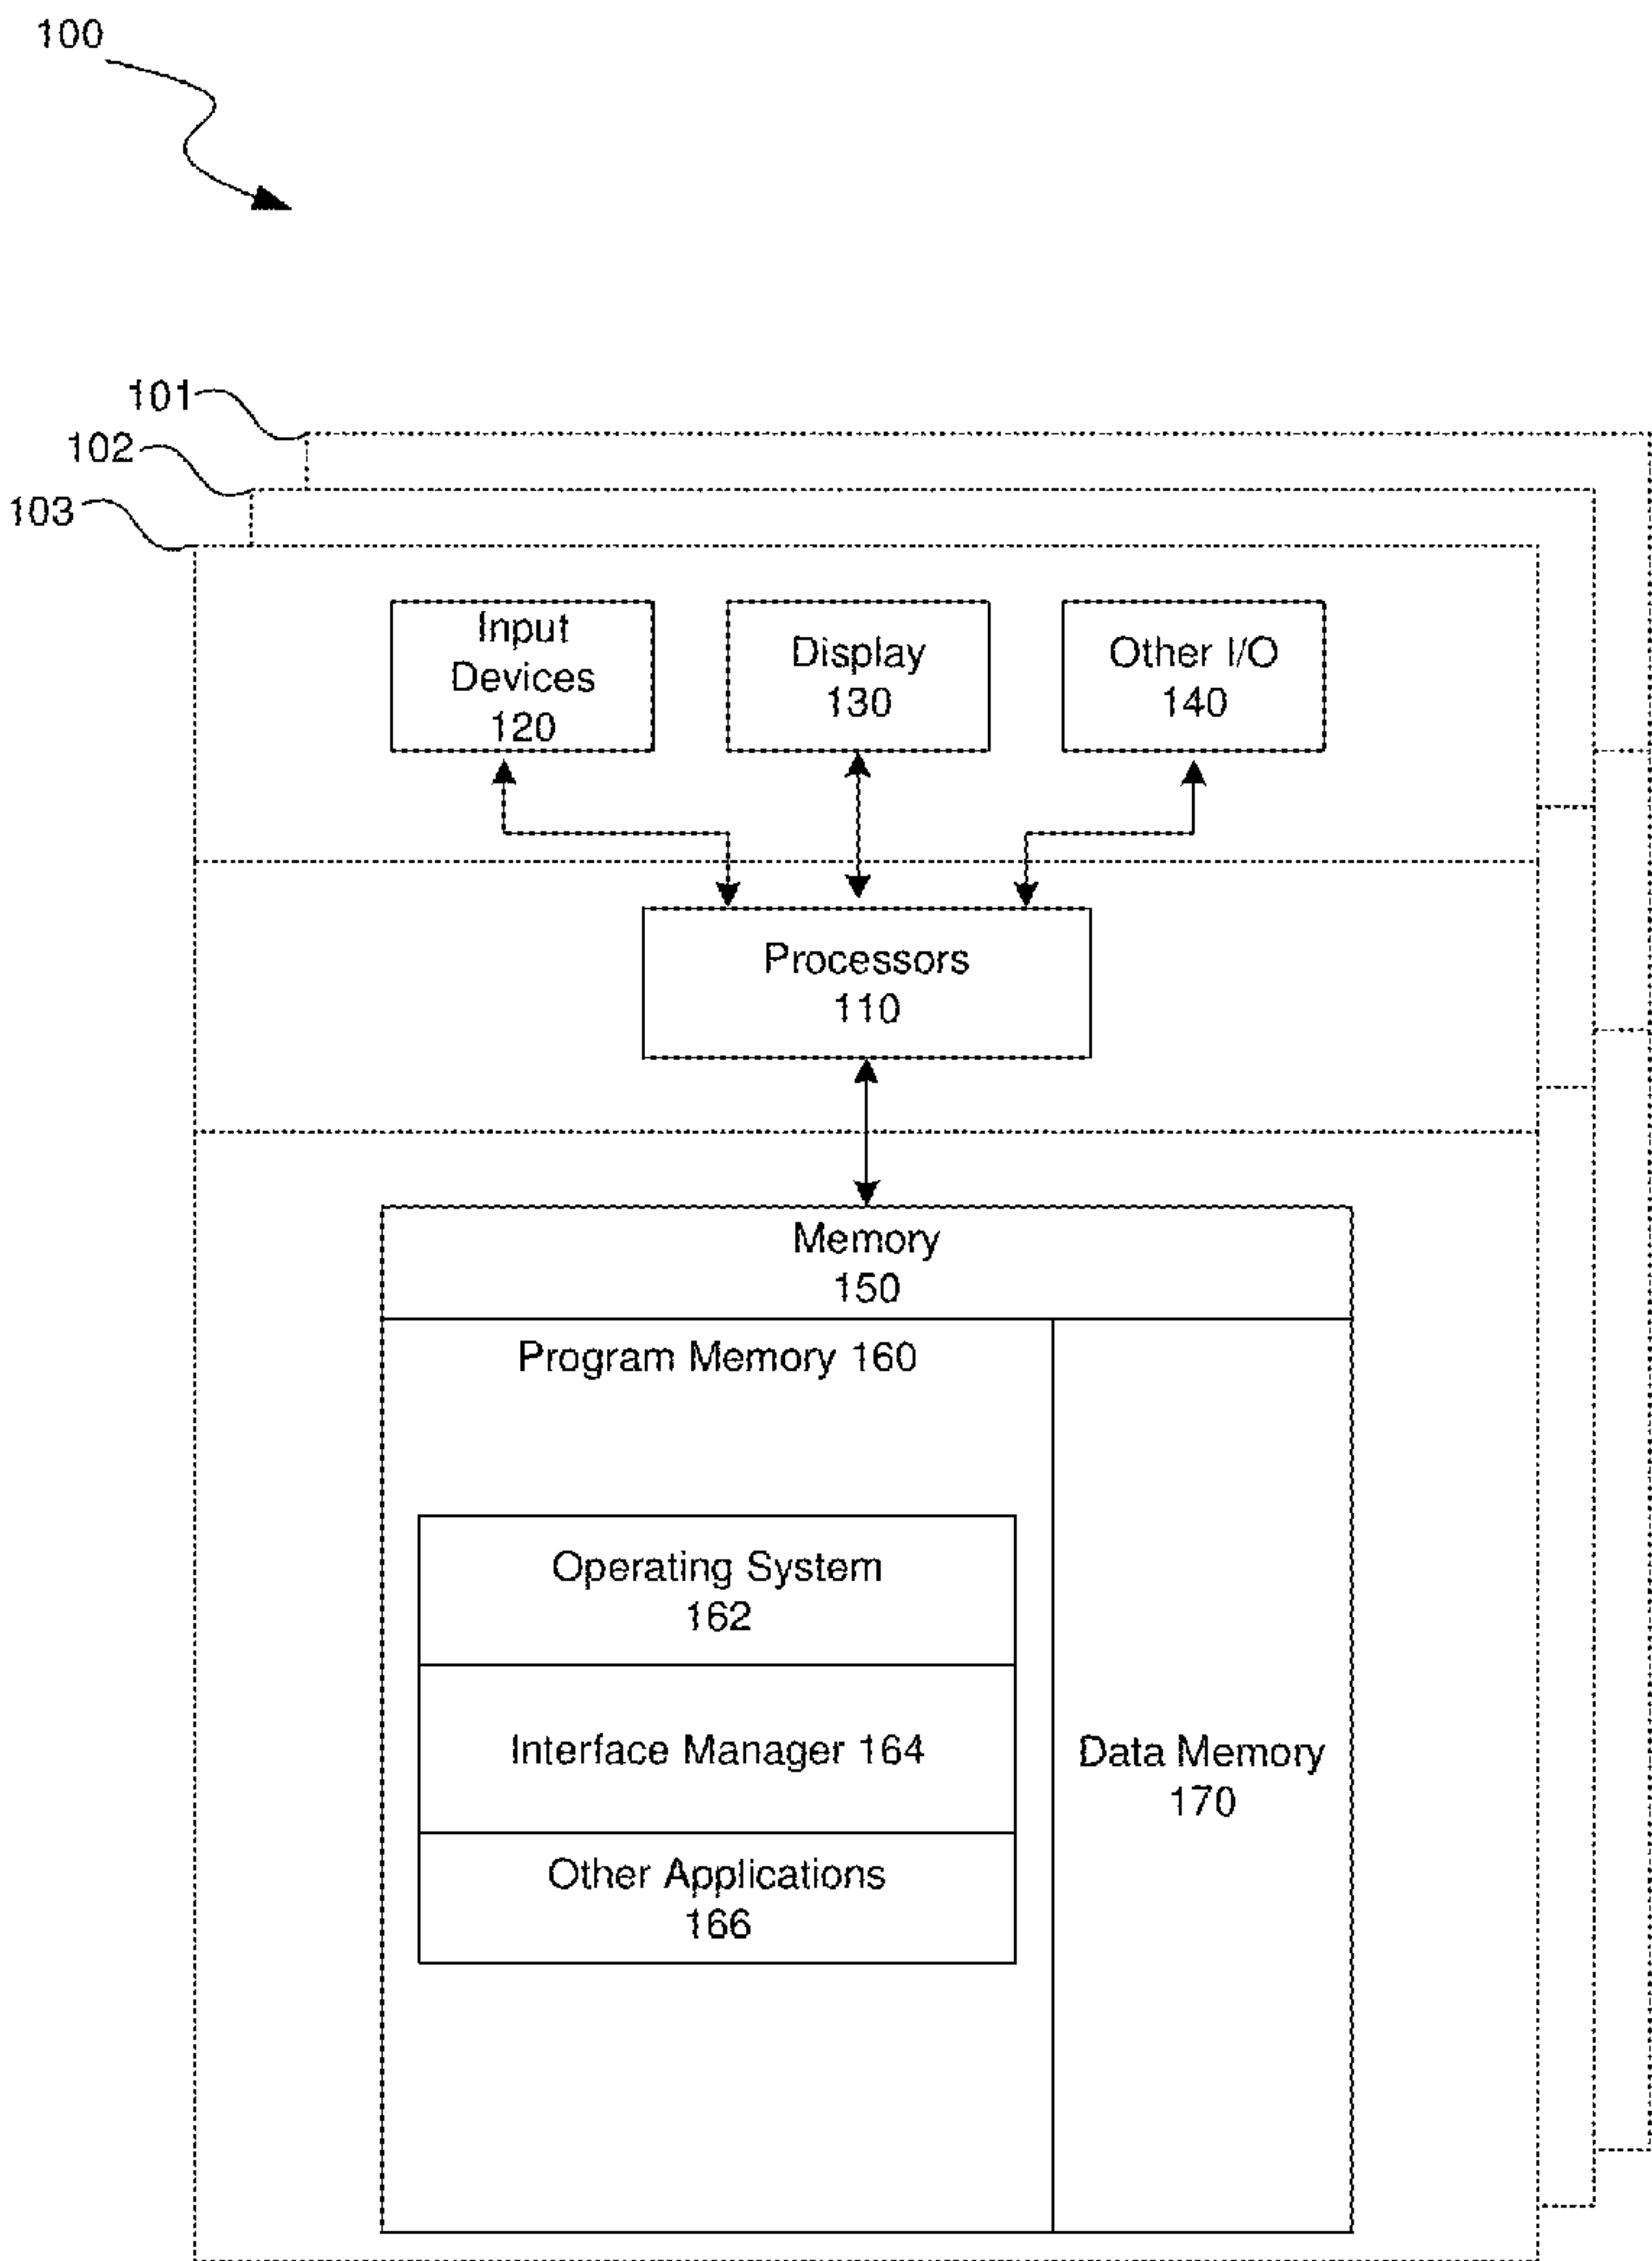 100
101
102
103
Input
Devices
120
Display
130
Other I/O
140
Processors
110
Memory
150
Program Memory 160
Operating System
162
Interface Manager 164
Other Applications
166
Data Memory
170